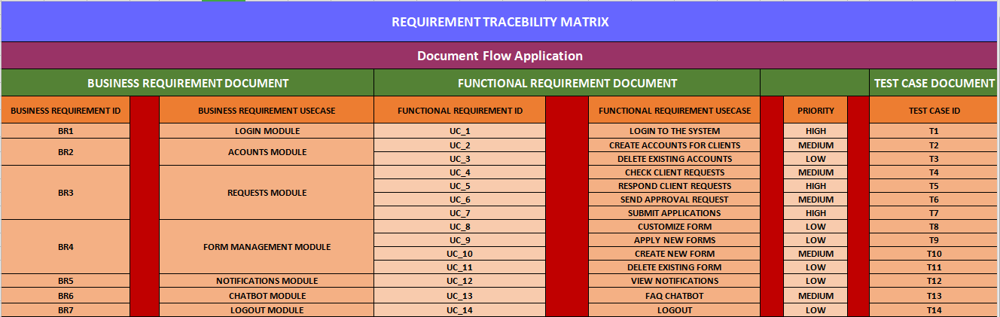 REQUIREMENT TRACEBILITY MATRIX
Document Flow Application
BUSINESS REQUIREMENT DOCUMENT FUNCTIONAL REQUIREMENT DOCUMENT TEST CASE DOCUMENT
BUSINESS REQUIREMENT ID BUSINESS REQUIREMENT USECASE FUNCTIONAL REQUIREMENT ID FUNCTIONAL REQUIREMENT USECASE PRIORITY TEST CASE ID
BR1 LOGIN MODULE UC_1 LOGIN TO THE SYSTEM HIGH T1
BR2 ACOUNTS MODULE UC_2 CREATE ACCOUNTS FOR CLIENTS MEDIUM T2
UC_3 DELETE EXISTING ACCOUNTS LOW T3
BR3 REQUESTS MODULE UC_4 CHECK CLIENT REQUESTS MEDIUM T4
UC_5 RESPOND CLIENT REQUESTS HIGH T5
UC_6 SEND APPROVAL REQUEST MEDIUM T6
UC_7 SUBMIT APPLICATIONS HIGH T7
BR4 FORM MANAGEMENT MODULE UC_8 CUSTOMIZE FORM LOW T8
UC_9 APPLY NEW FORMS LOW T9
UC_10 CREATE NEW FORM MEDIUM T10
UC_11 DELETE EXISTING FORM LOW T11
BR5 NOTIFICATIONS MODULE UC_12 VIEW NOTIFICATIONS LOW T12
BR6 CHATBOT MODULE UC_13 FAQ CHATBOT MEDIUM T13
BR7 LOGOUT MODULE UC_14 LOGOUT LOW T14